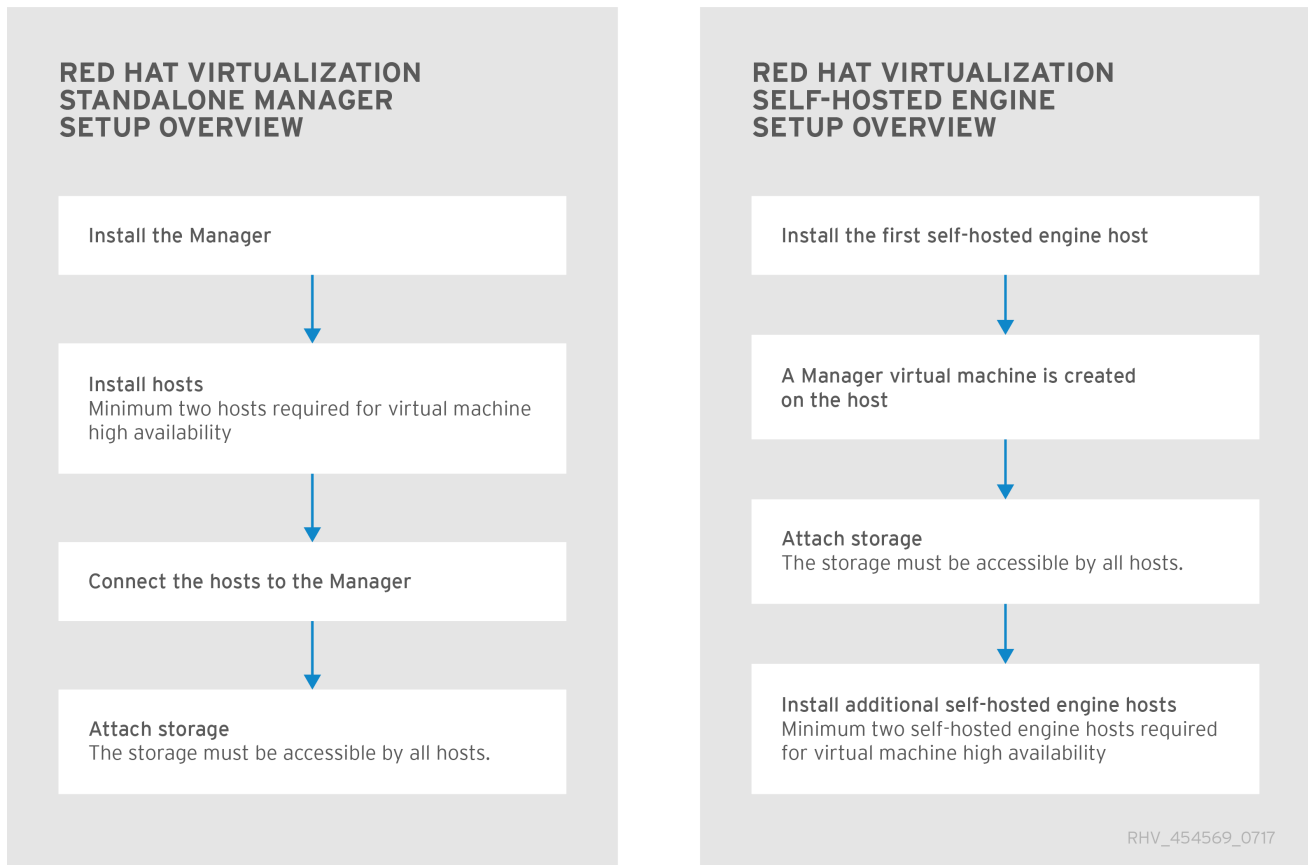 RED HAT VIRTUALIZATION
STANDALONE MANAGER
SETUP OVERVIEW
Install the Manager
Install hosts
Minimum two hosts required for virtual machine
high availability
Connect the hosts to the Manager
Attach storage
The storage must be accessible by all hosts.
RED HAT VIRTUALIZATION
SELF-HOSTED ENGINE
SETUP OVERVIEW
Install the first self-hosted engine host
A Manager virtual machine is created
on the host
Attach storage
The storage must be accessible by all hosts.
Install additional self-hosted engine hosts
Minimum two self-hosted engine hosts required
for virtual machine high availability
RHV_454569_0717